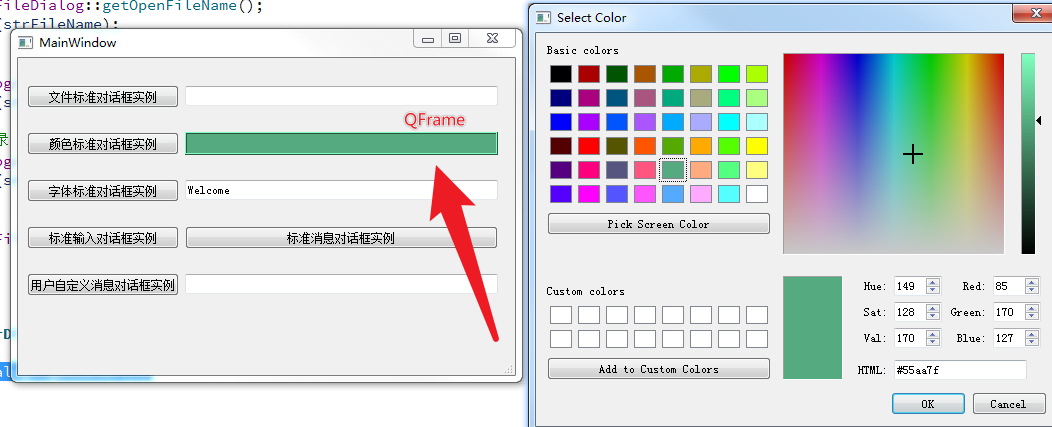 FileDialog::getOpenFileName();
(strFileName);
MainWindow
文件标准对话框实例
QFrame
颜色标准对话框实例
字体标准对话框实例
Welcome
标准输入对话框实例
标准消息对话框实例
用户自定义消息对话框实例
Select Color
Basic colors
Pick Screen Color
Custom colors
Add to Custom Colors
Hue: 149
Red: 85
Sat: 128
Green: 170
Val: 170
Blue: 127
HTML: #55aa7f
OK
Cancel